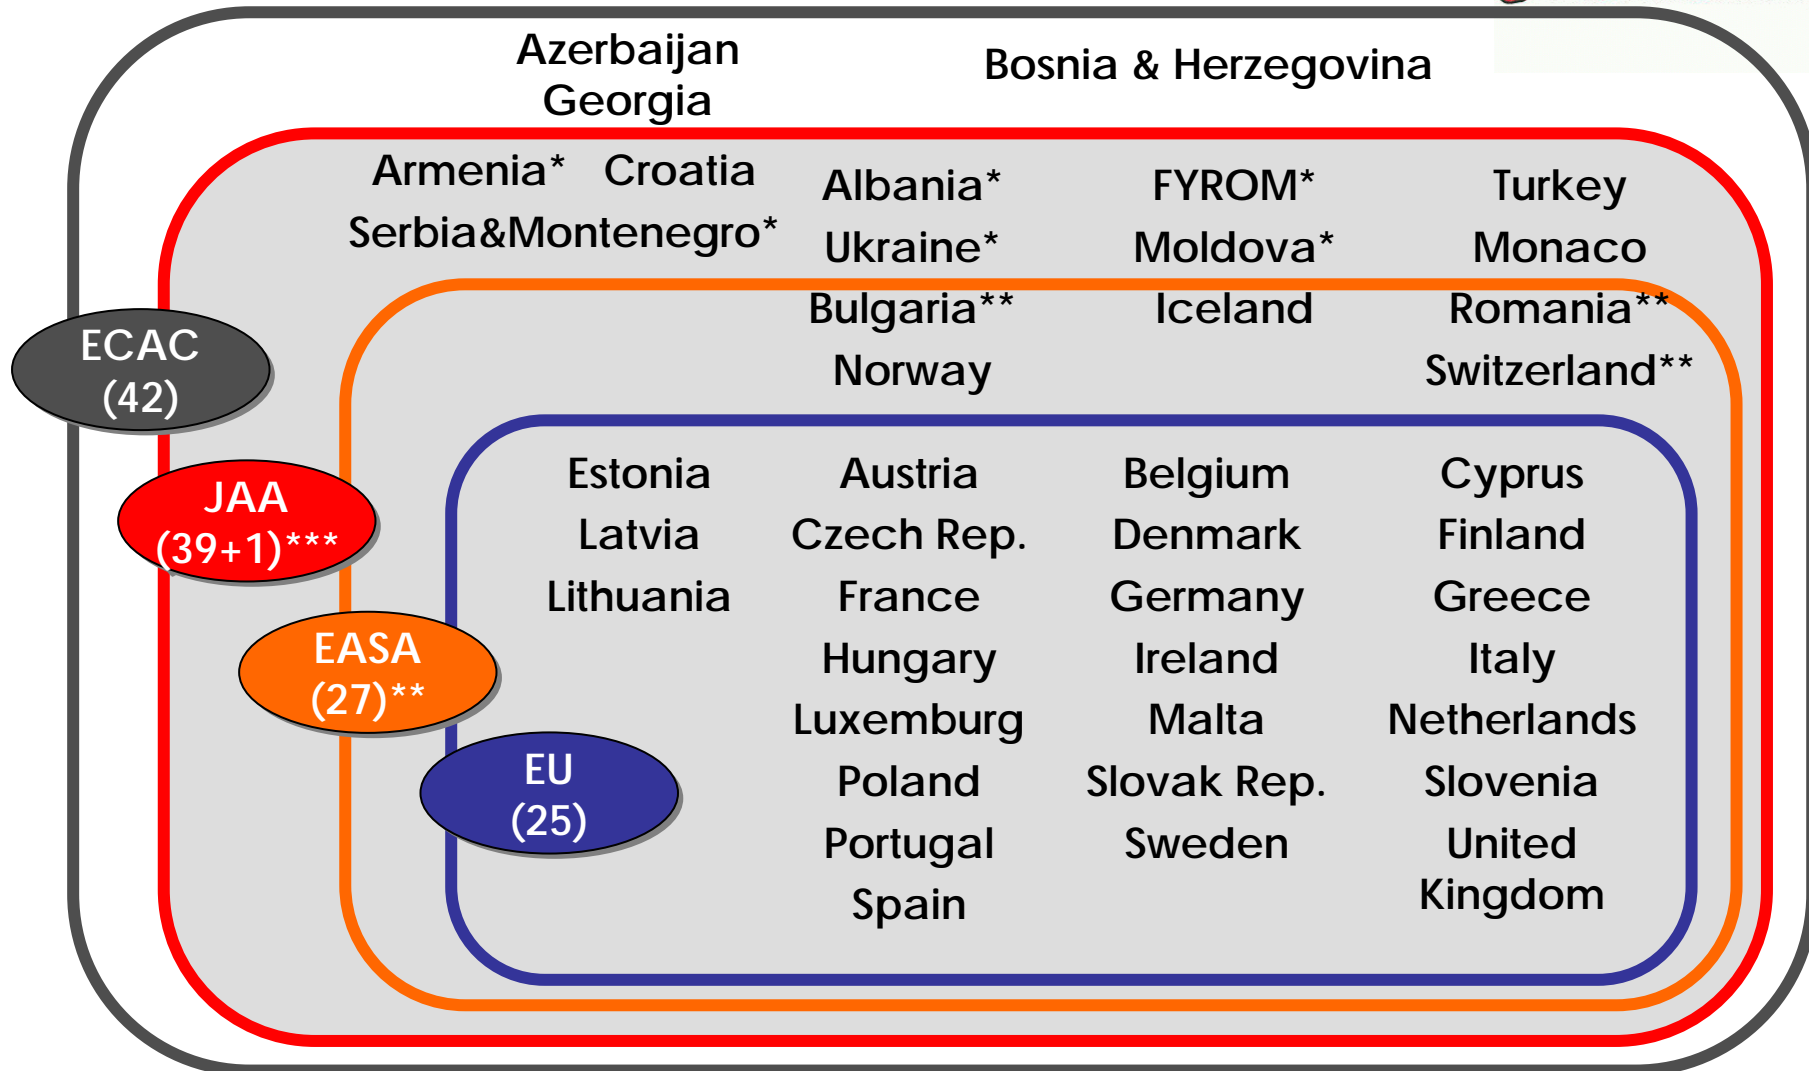 Azerbaijan
Georgia
Bosnia & Herzegovina
Armenia* Croatia
Serbia&Montenegro*
Albania*
Ukraine*
Bulgaria**
Norway
FYROM*
Moldova*
Iceland
Turkey
Monaco
Romania**
Switzerland**
ECAC
(42)
JAA
(39+1)***
EASA
(27)**
EU
(25)
Estonia
Latvia
Lithuania
Austria
Czech Rep.
France
Hungary
Luxemburg
Poland
Portugal
Spain
Belgium
Denmark
Germany
Ireland
Malta
Slovak Rep.
Sweden
Cyprus
Finland
Greece
Italy
Netherlands
Slovenia
United
Kingdom